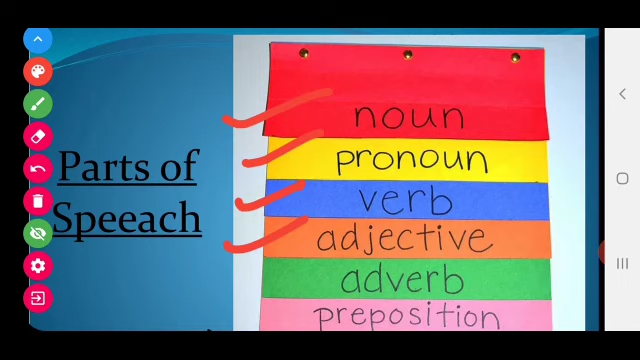 Parts of
Speeach
noun
pronoun
verb
adjective
adverb
preposition